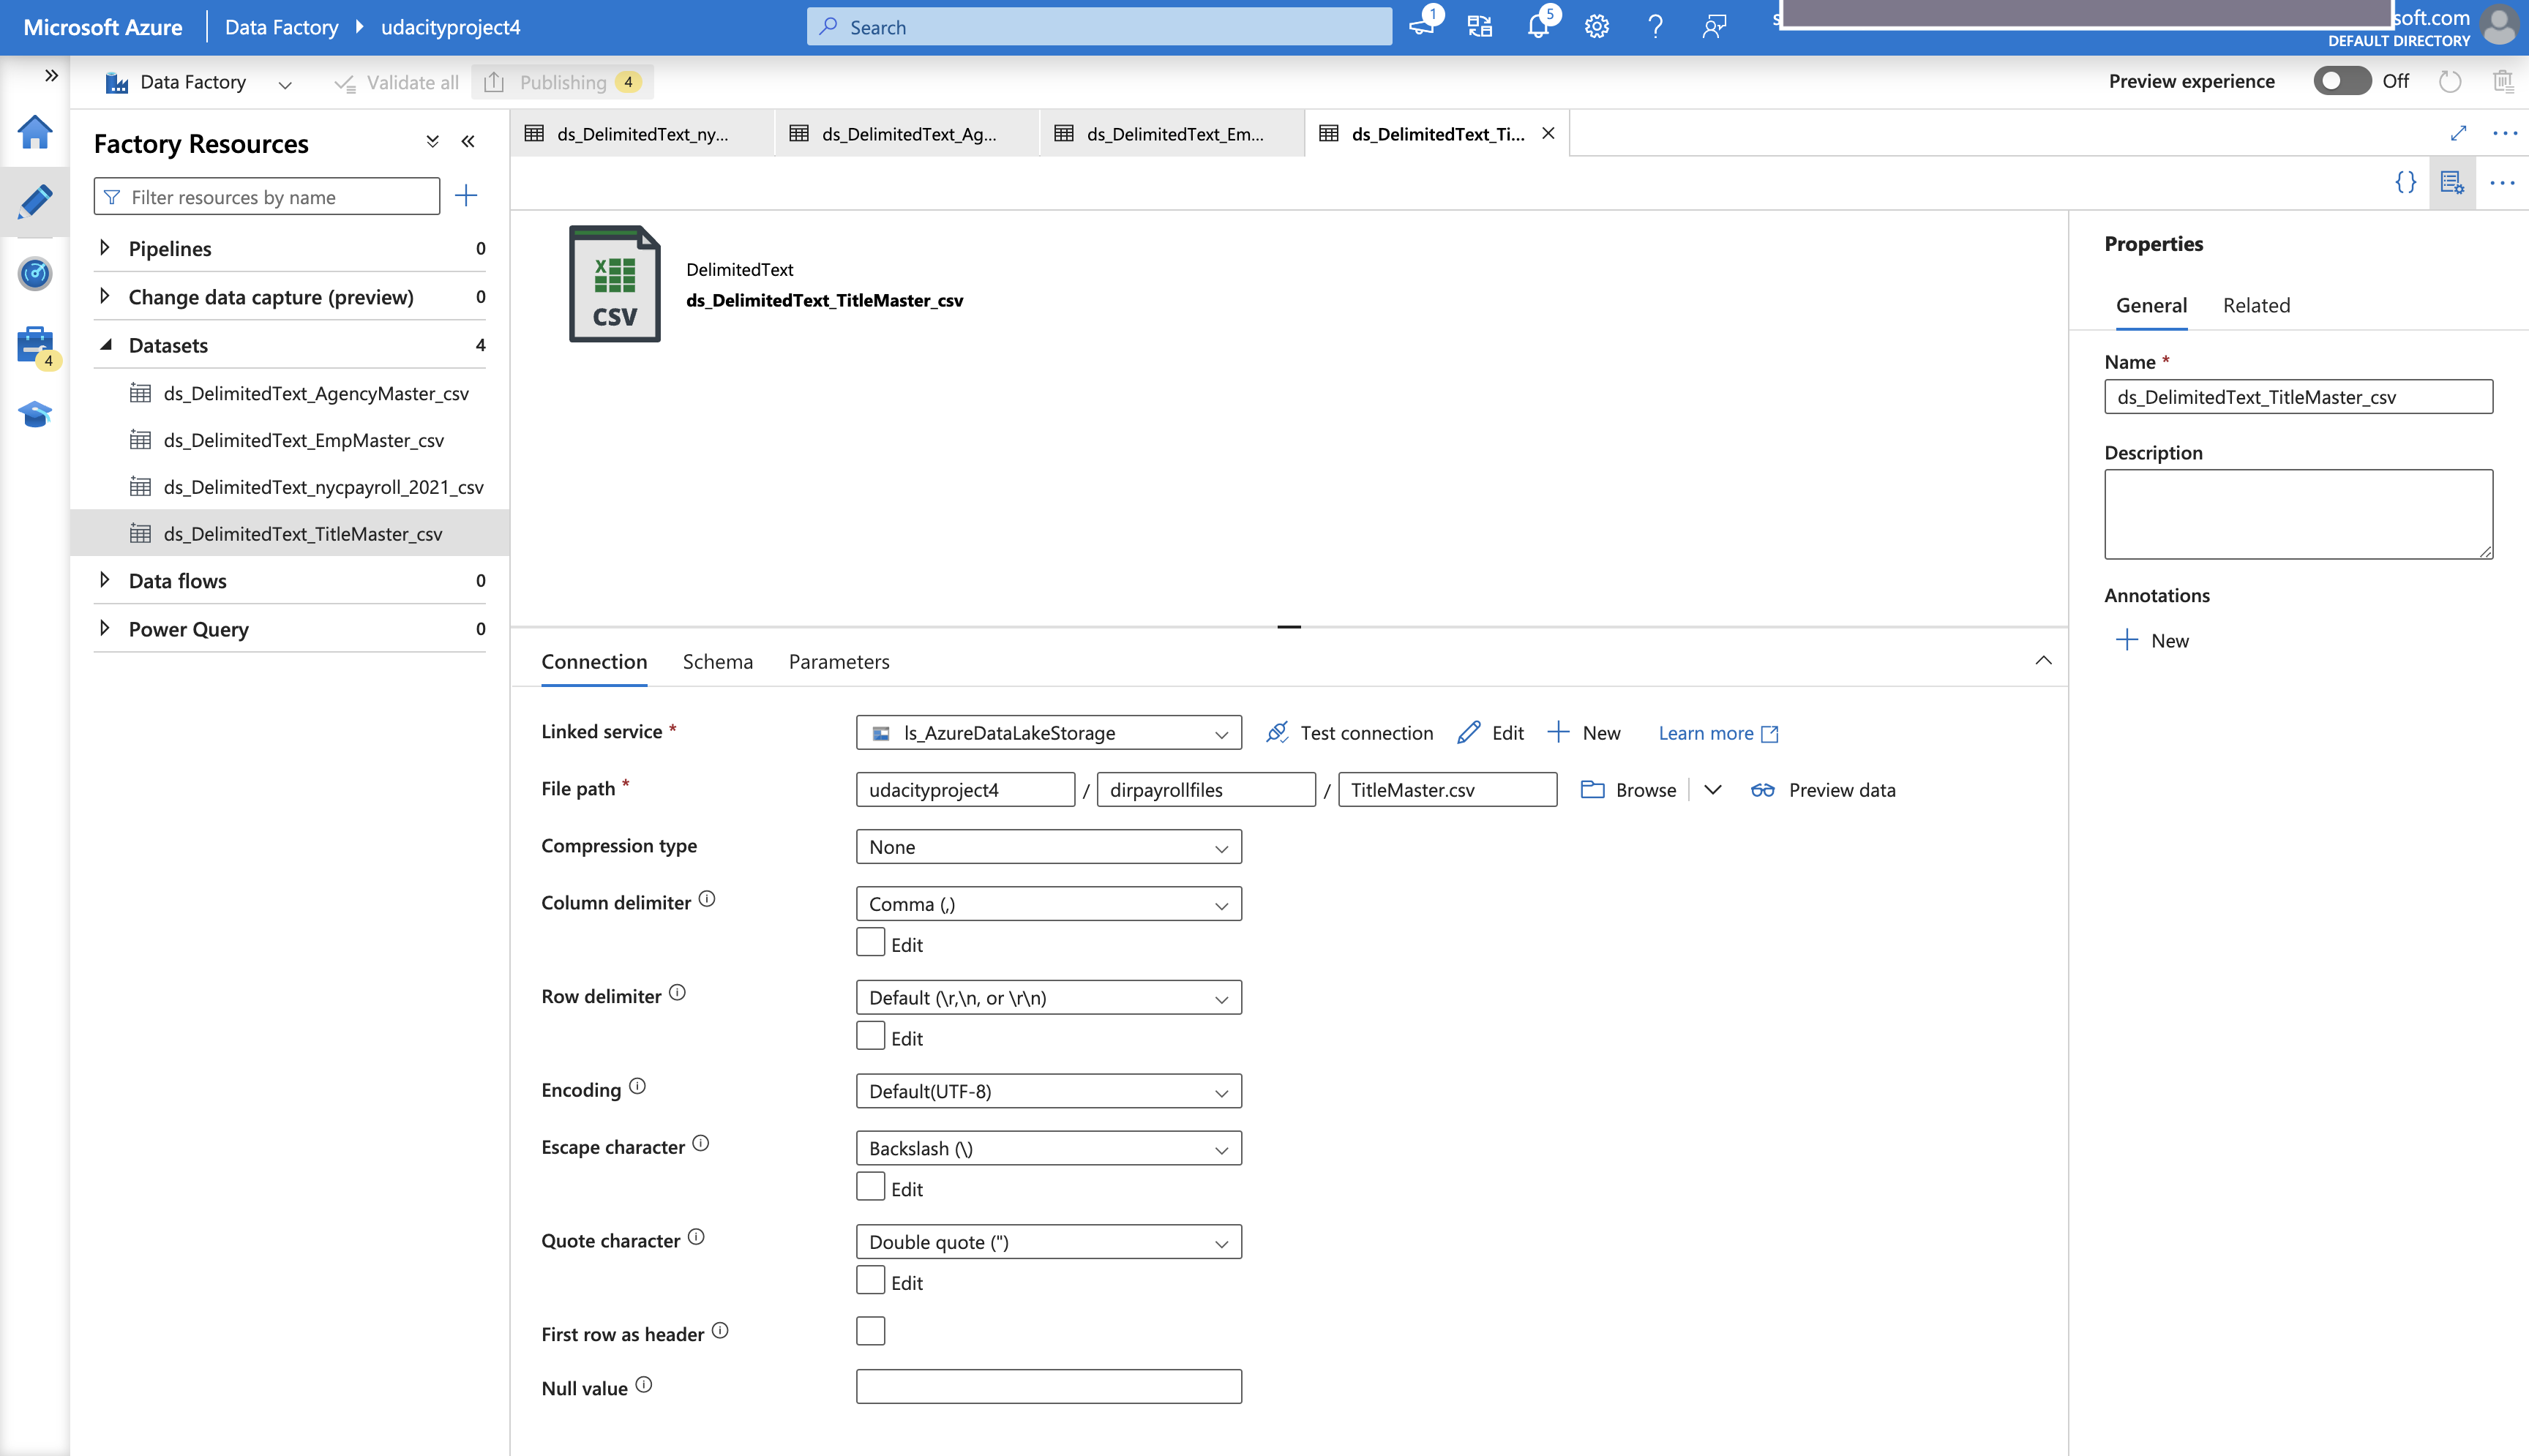 Microsoft Azure
Data Factory
udacityproject4
Search
1
5
soft.com
DEFAULT DIRECTORY
Data Factory
Validate all
Publishing
4
Preview experience
Off
4
Factory Resources
Filter resources by name
Pipelines
0
Change data capture (preview)
0
Datasets
4
ds_DelimitedText_AgencyMaster_csv
ds_DelimitedText_EmpMaster_csv
ds_DelimitedText_nycpayroll_2021_csv
ds_DelimitedText_TitleMaster_csv
Data flows
0
Power Query
0
ds_DelimitedText_ny...
ds_DelimitedText_Ag...
ds_DelimitedText_Em...
ds_DelimitedText_Ti...
X
CSV
DelimitedText
ds_DelimitedText_TitleMaster_csv
Connection
Schema
Parameters
Linked service *
ls_AzureDataLakeStorage
Test connection
Edit
New
Learn more
File path *
udacityproject4
/
dirpayrollfiles
/
TitleMaster.csv
Browse
Preview data
Compression type
None
Column delimiter
Comma (,)
Edit
Row delimiter
Default (\r,\n, or \r\n)
Edit
Encoding
Default(UTF-8)
Escape character
Backslash (\)
Edit
Quote character
Double quote (")
Edit
First row as header
Null value
Properties
General
Related
Name *
ds_DelimitedText_TitleMaster_csv
Description
Annotations
New